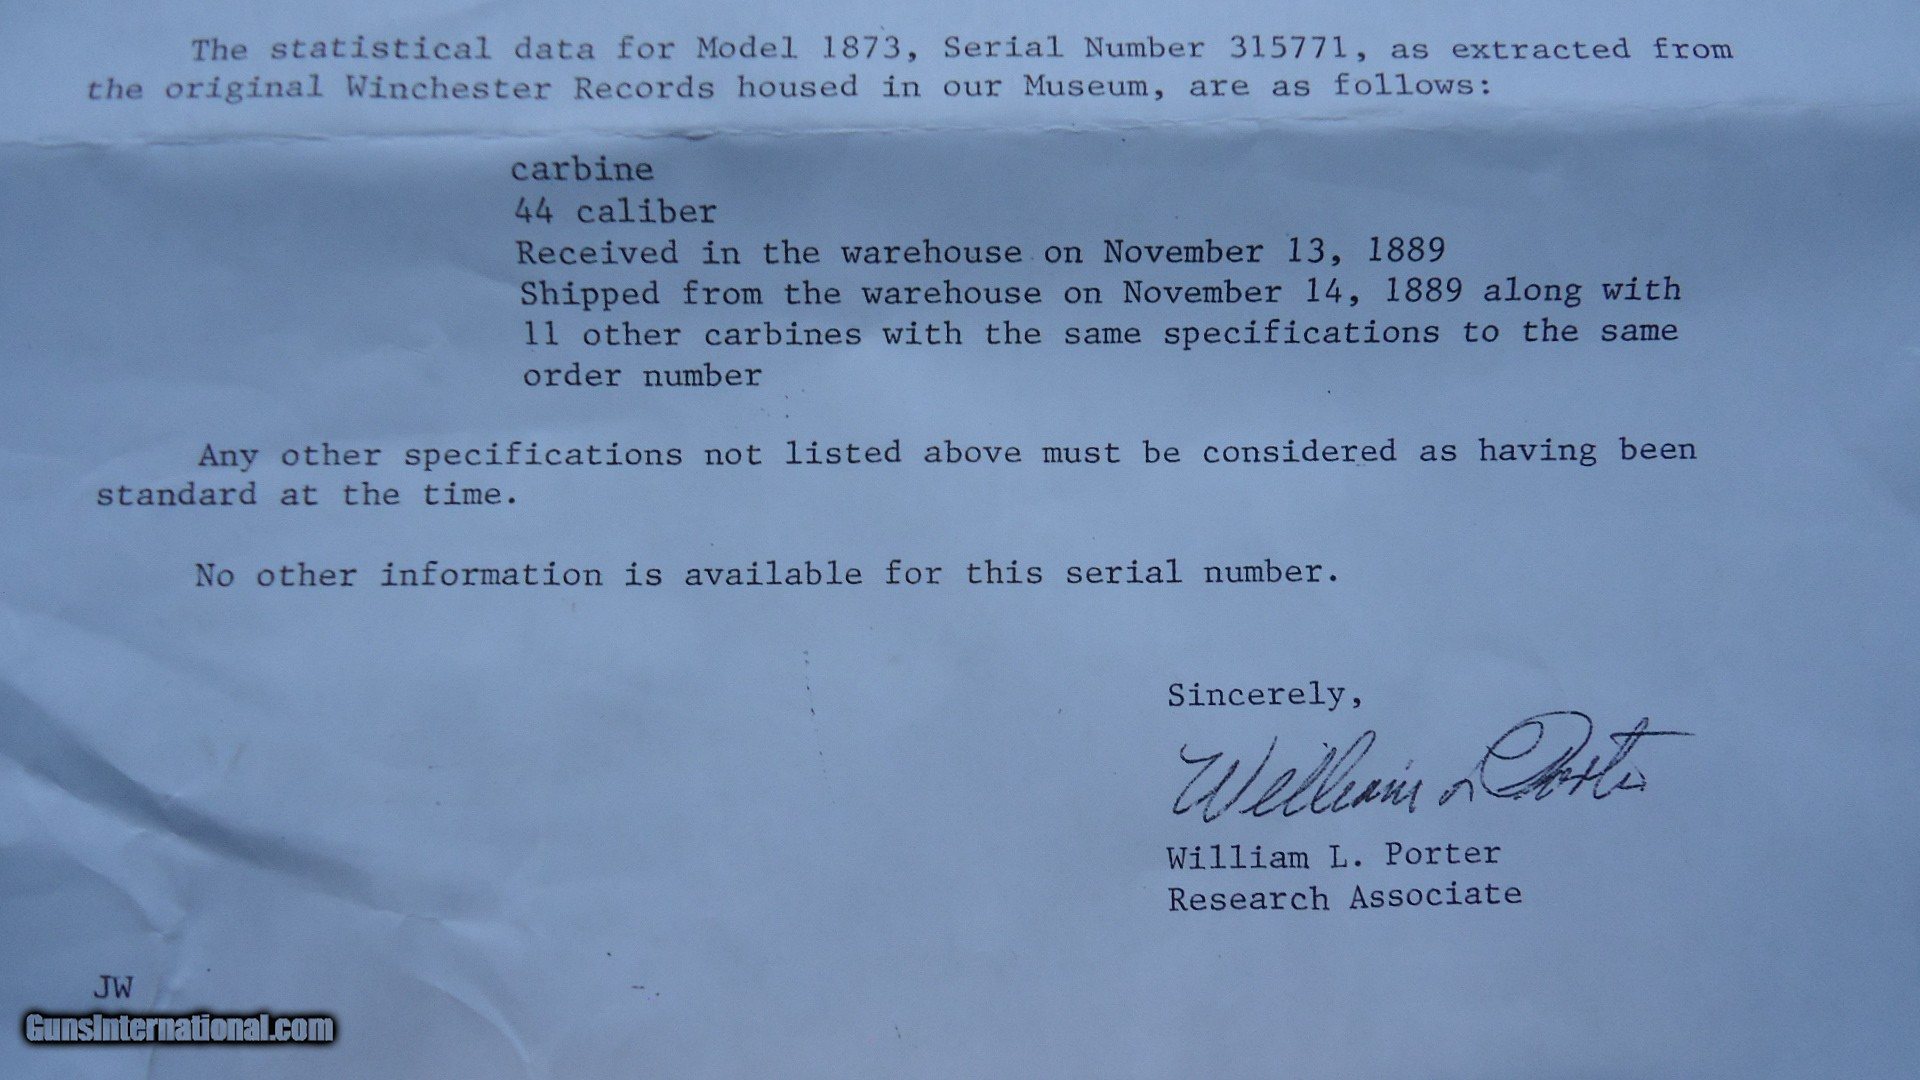 The statistical data for Model 1873, Serial Number 315771, as extracted from
the original Winchester Records housed in our Museum, are as follows:
carbine
44 caliber
Received in the warehouse on November 13, 1889
Shipped from the warehouse on November 14, 1889 along with
11 other carbines with the same specifications to the same
order number
Any other specifications not listed above must be considered as having been
standard at the time.
No other information is available for this serial number.
Sincerely,
William L Porter
William L. Porter
Research Associate
JW
GunsInternational.com